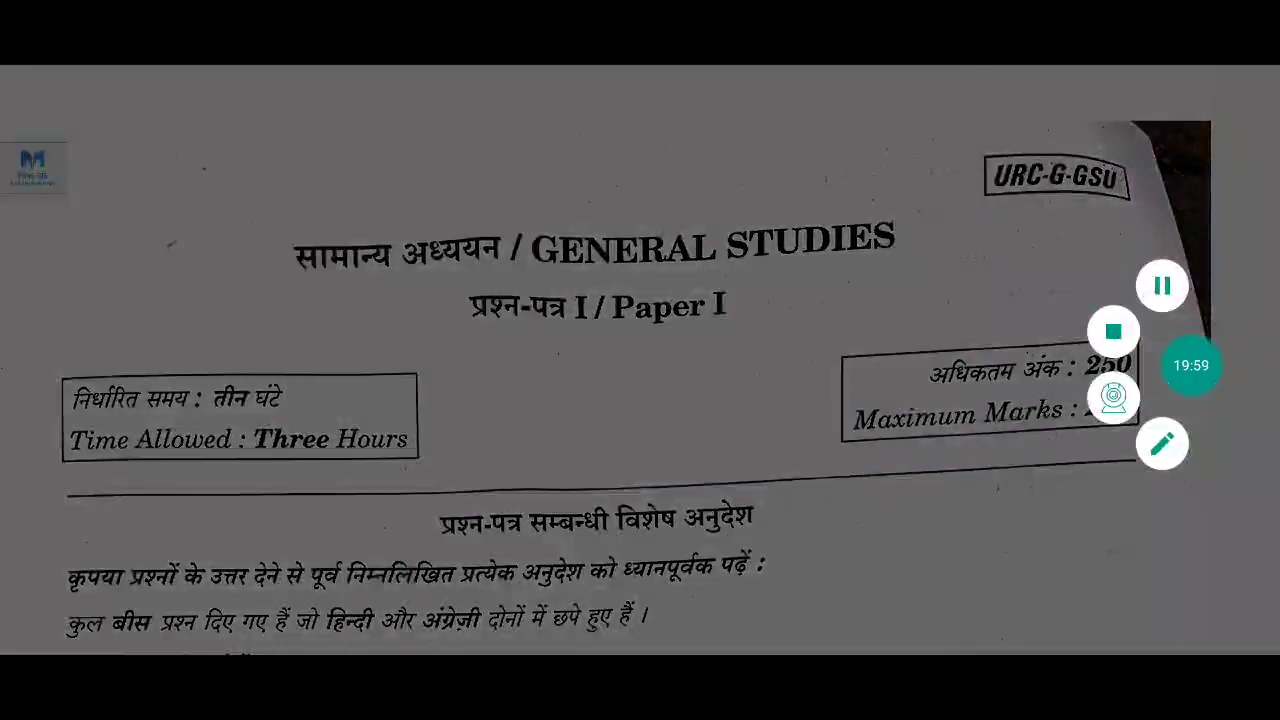 URC-G-GSU
सामान्य अध्ययन / GENERAL STUDIES
प्रश्न-पत्र I / Paper I
निर्धारित समय : तीन घंटे
Time Allowed : Three Hours
अधिकतम अंक : 250
Maximum Marks :
19:59
प्रश्न-पत्र सम्बन्धी विशेष अनुदेश
कृपया प्रश्नों के उत्तर देने से पूर्व निम्नलिखित प्रत्येक अनुदेश को ध्यानपूर्वक पढ़ें :
कुल बीस प्रश्न दिए गए हैं जो हिन्दी और अंग्रेज़ी दोनों में छपे हुए हैं ।